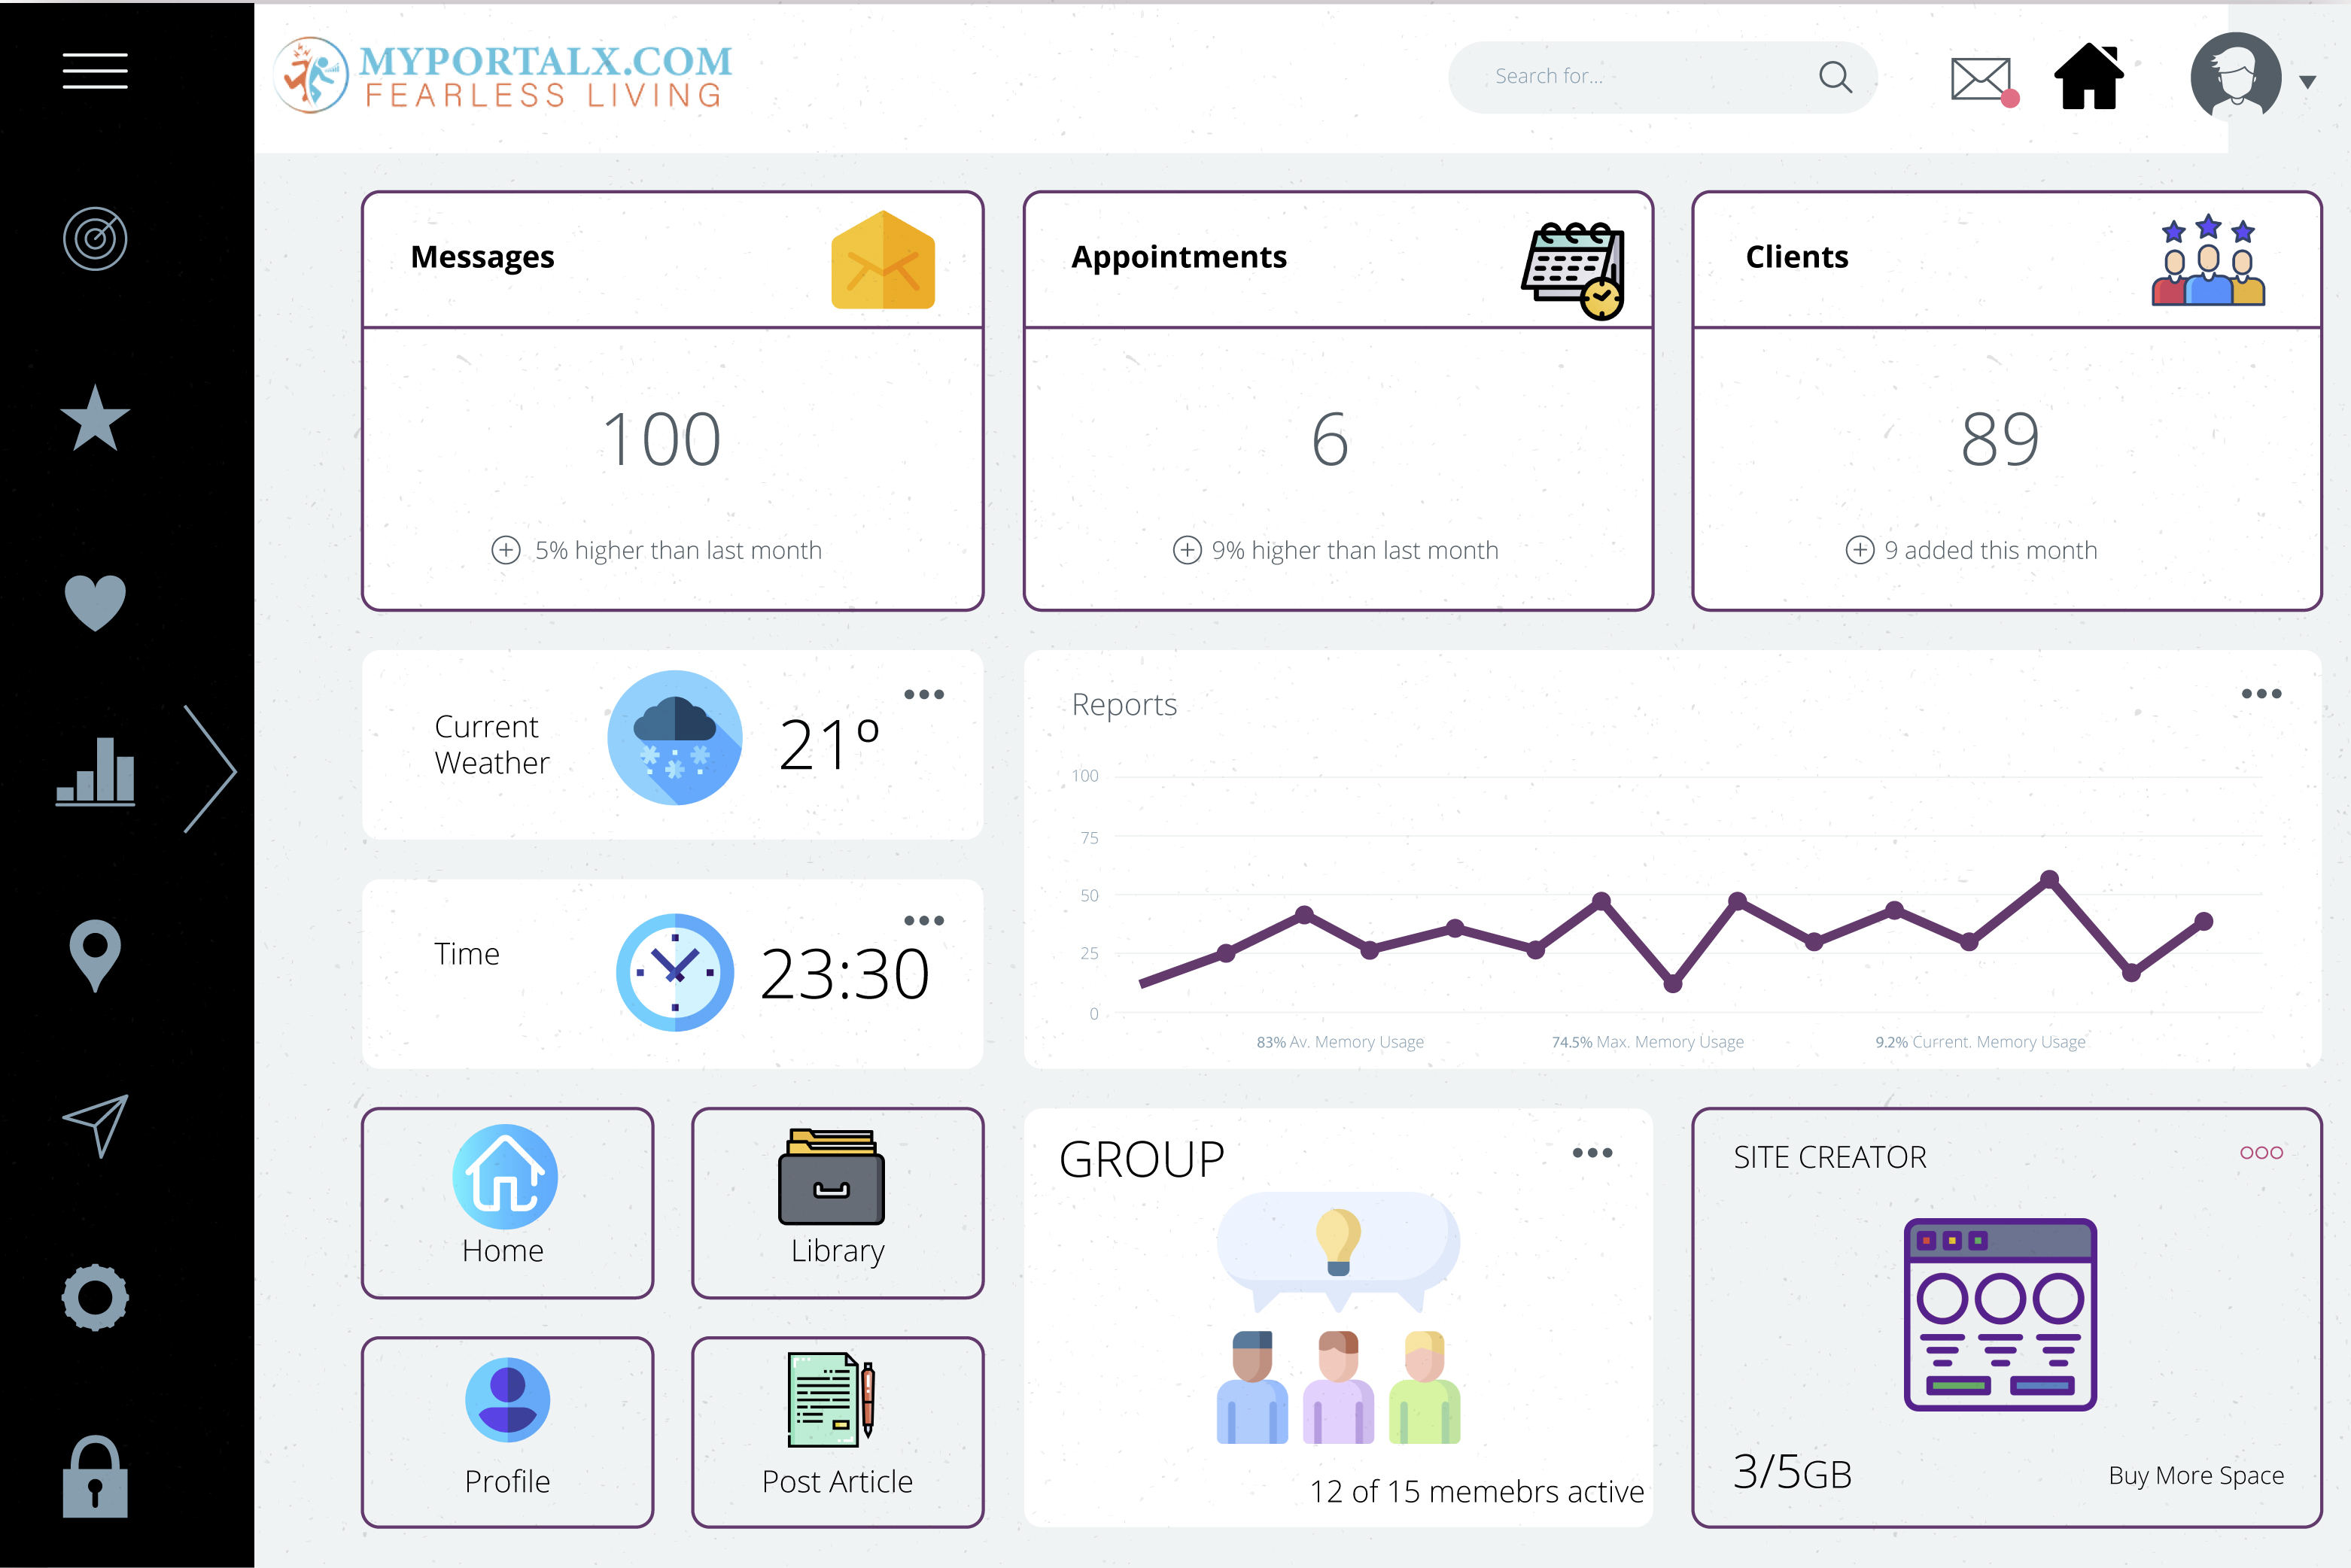 MYPORTALX.COM
FEARLESS LIVING
Search for...
Messages
100
5% higher than last month
Appointments
6
9% higher than last month
Clients
89
9 added this month
Current
Weather
21º
Time
23:30
Reports
100
75
50
25
0
83% Av. Memory Usage
74.5% Max. Memory Usage
9.2% Current. Memory Usage
Home
Library
Profile
Post Article
GROUP
12 of 15 memebrs active
SITE CREATOR
3/5GB
Buy More Space